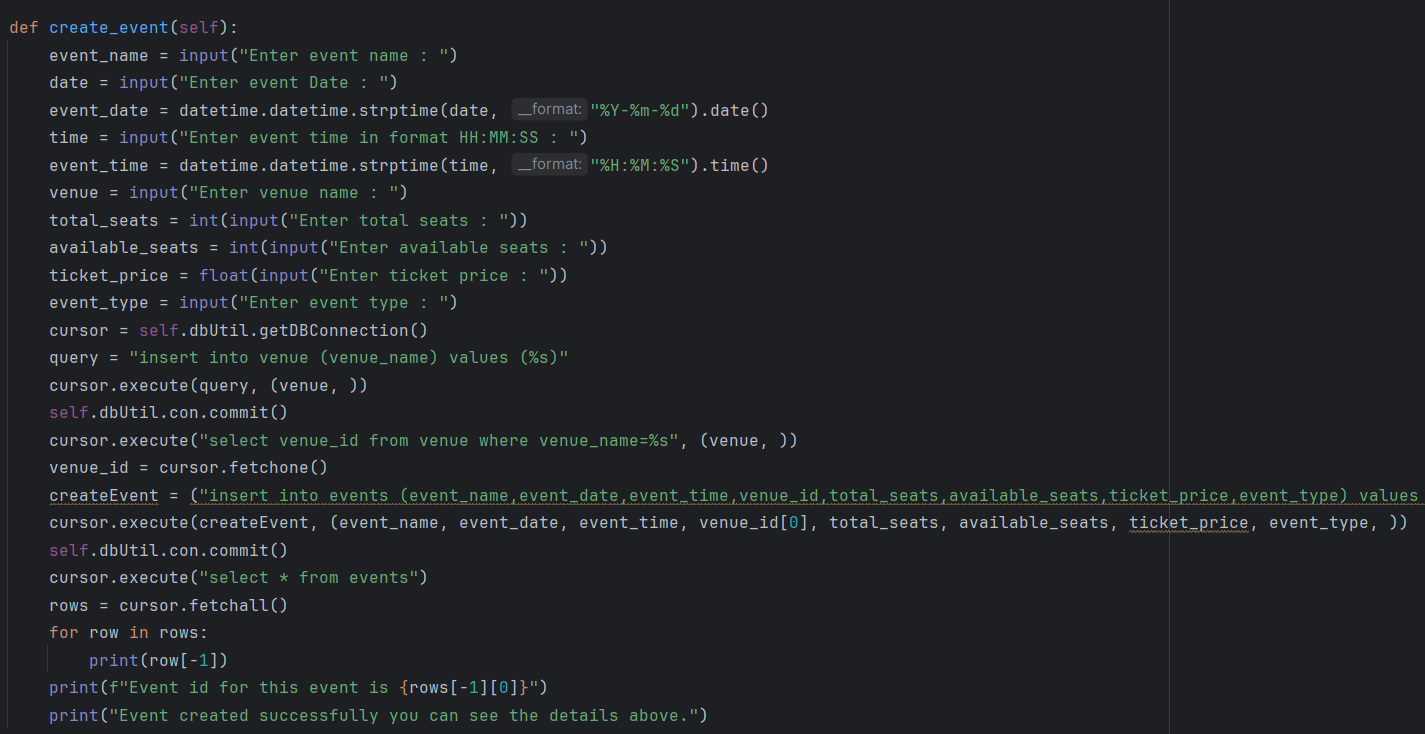 def create_event(self):
    event_name = input("Enter event name : ")
    date = input("Enter event Date : ")
    event_date = datetime.datetime.strptime(date, __format: "%Y-%m-%d").date()
    time = input("Enter event time in format HH:MM:SS : ")
    event_time = datetime.datetime.strptime(time, __format: "%H:%M:%S").time()
    venue = input("Enter venue name : ")
    total_seats = int(input("Enter total seats : "))
    available_seats = int(input("Enter available seats : "))
    ticket_price = float(input("Enter ticket price : "))
    event_type = input("Enter event type : ")
    cursor = self.dbUtil.getDBConnection()
    query = "insert into venue (venue_name) values (%s)"
    cursor.execute(query, (venue, ))
    self.dbUtil.con.commit()
    cursor.execute("select venue_id from venue where venue_name=%s", (venue, ))
    venue_id = cursor.fetchone()
    createEvent = ("insert into events (event_name,event_date,event_time,venue_id,total_seats,available_seats,ticket_price,event_type) values
    cursor.execute(createEvent, (event_name, event_date, event_time, venue_id[0], total_seats, available_seats, ticket_price, event_type, ))
    self.dbUtil.con.commit()
    cursor.execute("select * from events")
    rows = cursor.fetchall()
    for row in rows:
        print(row[-1])
    print(f"Event id for this event is {rows[-1][0]}")
    print("Event created successfully you can see the details above.")